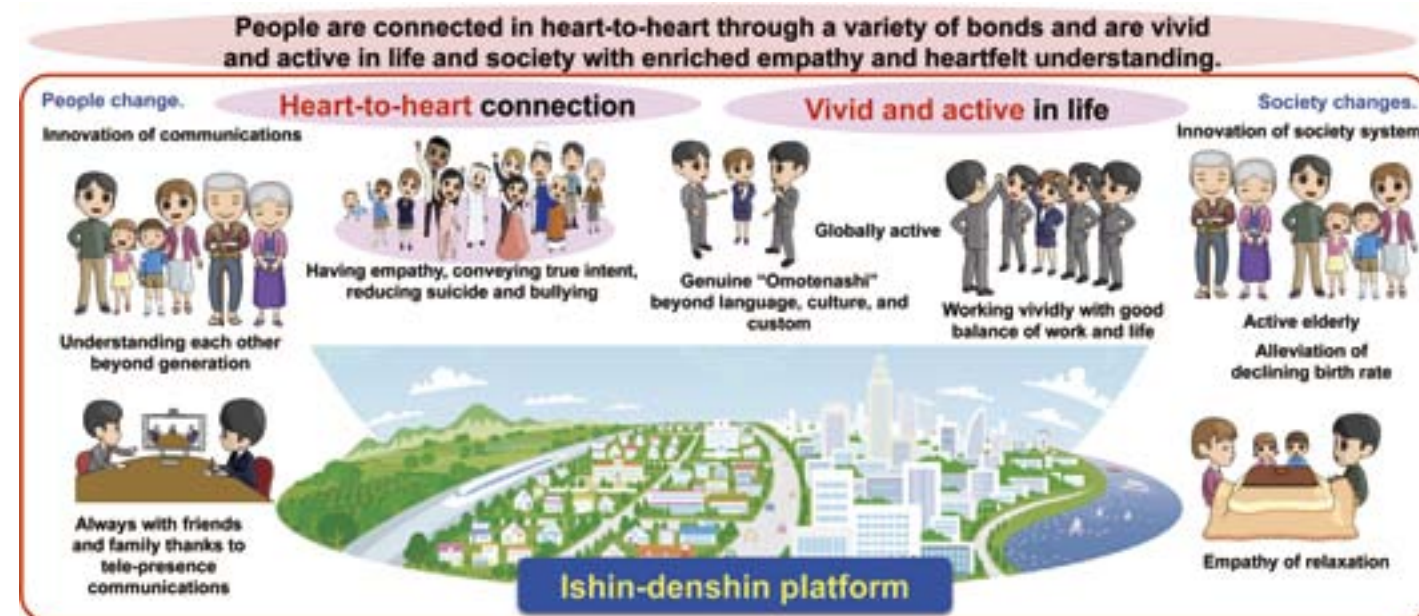 People are connected in heart-to-heart through a variety of bonds and are vivid
and active in life and society with enriched empathy and heartfelt understanding.
People change.
Heart-to-heart connection
Vivid and active in life
Society changes.
Innovation of communications
Innovation of society system
Globally active
Having empathy, conveying true intent,
reducing suicide and bullying
Genuine “Omotenashi”
beyond language, culture, and
custom
Working vividly with good
balance of work and life
Understanding each other
beyond generation
Active elderly
Alleviation of
declining birth rate
Always with friends
and family thanks to
tele-presence
communications
Empathy of relaxation
Ishin-denshin platform